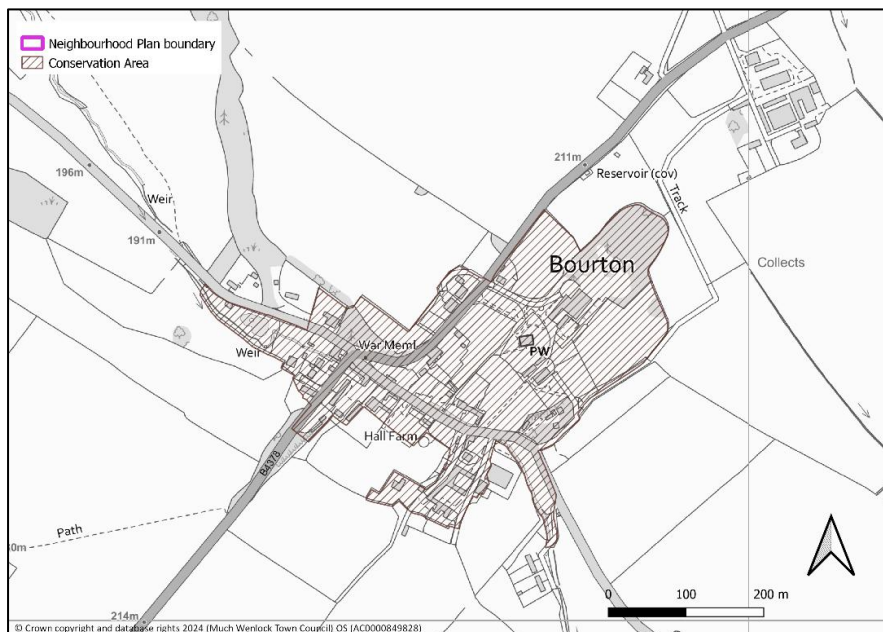 Neighbourhood Plan boundary
Conservation Area
211m
Reservoir (cov)
196m
Weir
Track
191m
Bourton
Collects
War Meml
PW
Weir
Hall Farm
B4378
Path
214m
0 100 200 m
© Crown copyright and database rights 2024 (Much Wenlock Town Council) OS (AC0000849828)